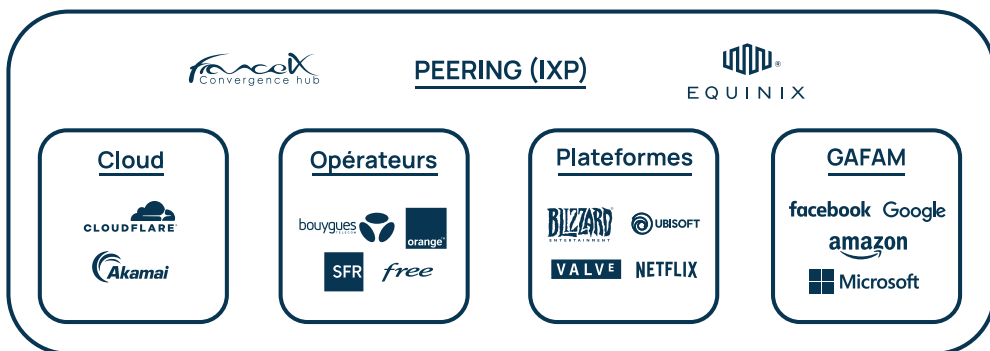 FranceIX
Convergence hub
PEERING (IXP)
EQUINIX
Cloud
CLOUDFLARE
Akamai
Opérateurs
bouygues
TELECOM
orange
SFR
free
Plateformes
BLIZZARD
ENTERTAINMENT
UBISOFT
VALVE
NETFLIX
GAFAM
facebook
Google
amazon
Microsoft